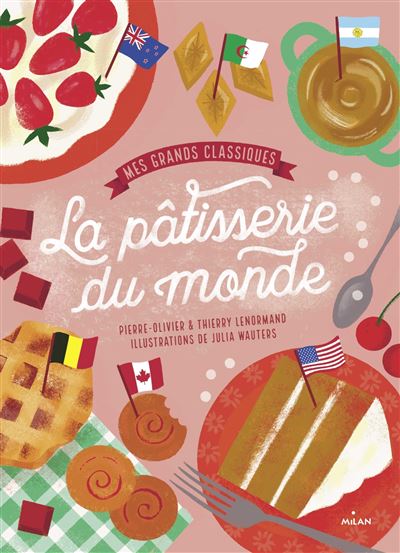 MES GRANDS CLASSIQUES
La pâtisserie
du monde
PIERRE-OLIVIER & THIERRY LENORMAND
ILLUSTRATIONS DE JULIA WAUTERS
MiLAN